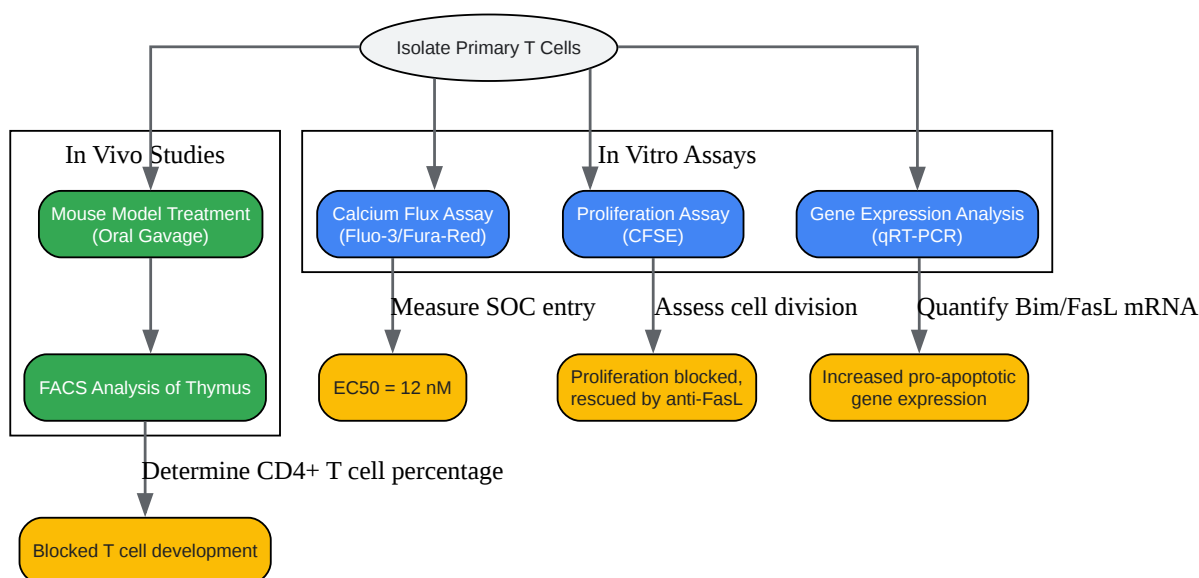 Isolate Primary T Cells
In Vivo Studies
In Vitro Assays
Mouse Model Treatment
(Oral Gavage)
Calcium Flux Assay
(Fluo-3/Fura-Red)
Proliferation Assay
(CFSE)
Gene Expression Analysis
(qRT-PCR)
Measure SOC entry
Assess cell division
Quantify Bim/FasL mRNA
FACS Analysis of Thymus
EC50 = 12 nM
Proliferation blocked,
rescued by anti-FasL
Increased pro-apoptotic
gene expression
Determine CD4+ T cell percentage
Blocked T cell development